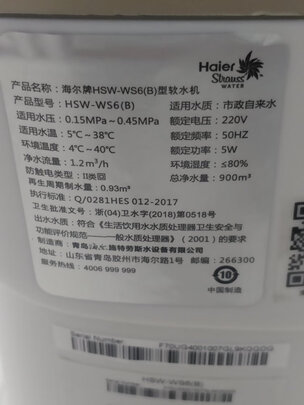 Haier
Strauss
WATER
产品名称：海尔牌HSW-WS6(B)型软水机
产品型号：HSW-WS6(B)
适用水质：市政自来水
适用水压：0.15MPa～0.45MPa
额定电压：220V
适用水温：5℃～38℃
额定频率：50HZ
环境温度：4℃～40℃
额定功率：5W
净水流量：1.2m³/h
环境湿度：≤80%
防触电类型：II类
总净水量：900m³
再生周期制水量：0.93m³
执行标准：Q/0281HES 012-2017
批件文号：浙(04)卫水字(2018)第0518号
出水水质：符合《生活饮用水水质处理器卫生安全与
功能评价规范——一般水质处理器》（2001）的要求
制造商：青岛海尔施特劳斯水设备有限公司
地址：山东省青岛胶州市海尔路1号
邮编：266300
服务热线：4006 999 999
10
中国制造
Serial Number
HSW-WS6(B)